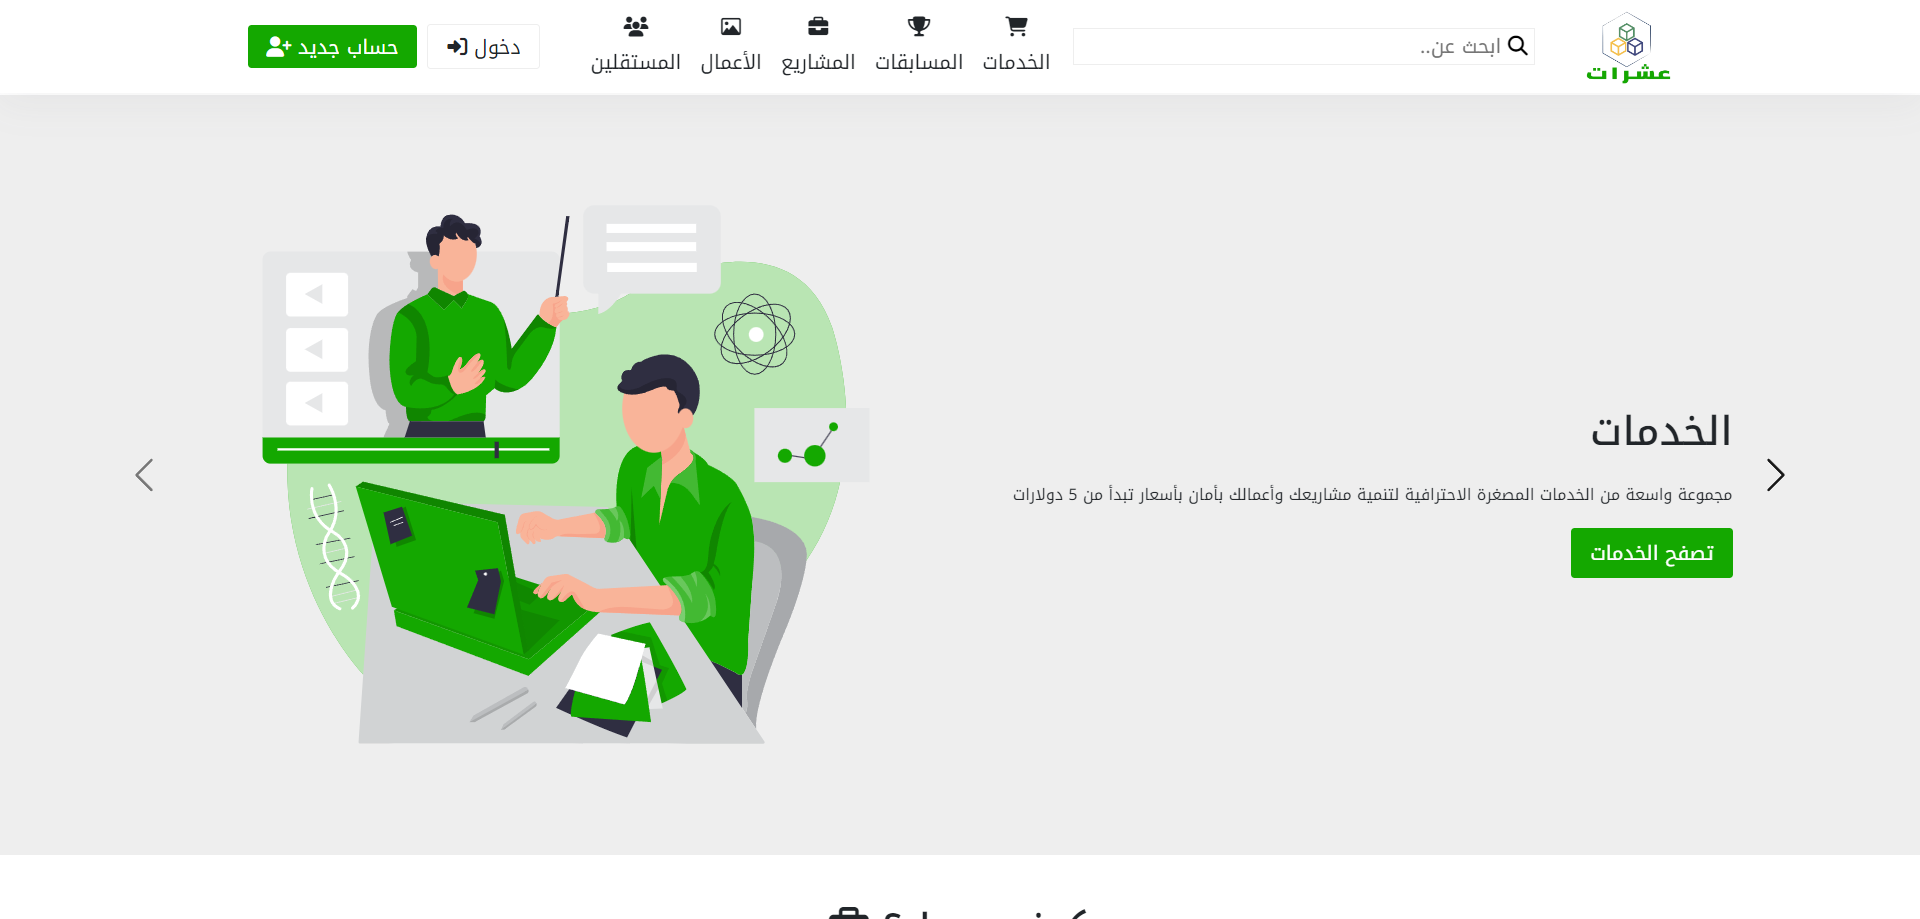 عشرات
ابحث عن..
الخدمات
المسابقات
المشاريع
الأعمال
المستقلين
دخول
حساب جديد
الخدمات
مجموعة واسعة من الخدمات المصغرة الاحترافية لتنمية مشاريعك وأعمالك بأمان بأسعار تبدأ من 5 دولارات
تصفح الخدمات